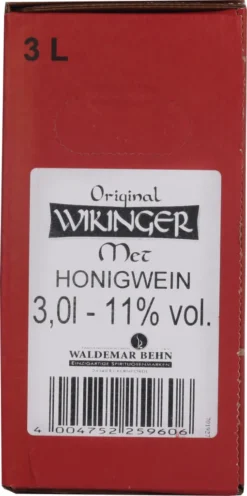 3 L
Original
WIKINGER
Met
HONIGWEIN
3,0l - 11% vol.
WALDEMAR BEHN
4 004752 259606